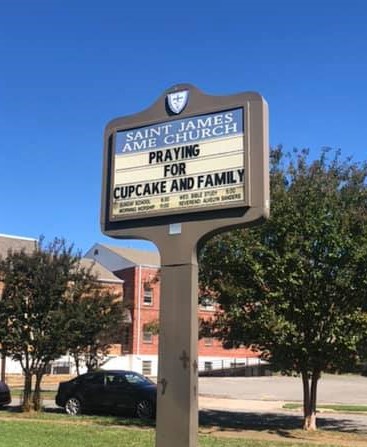 SAINT JAMES
AME CHURCH
PRAYING
FOR
CUPCAKE AND FAMILY
SUNDAY SCHOOL 9:30 WED. BIBLE STUDY 6:30
MORNING WORSHIP 11:00 REVEREND ALVELYN SANDERS